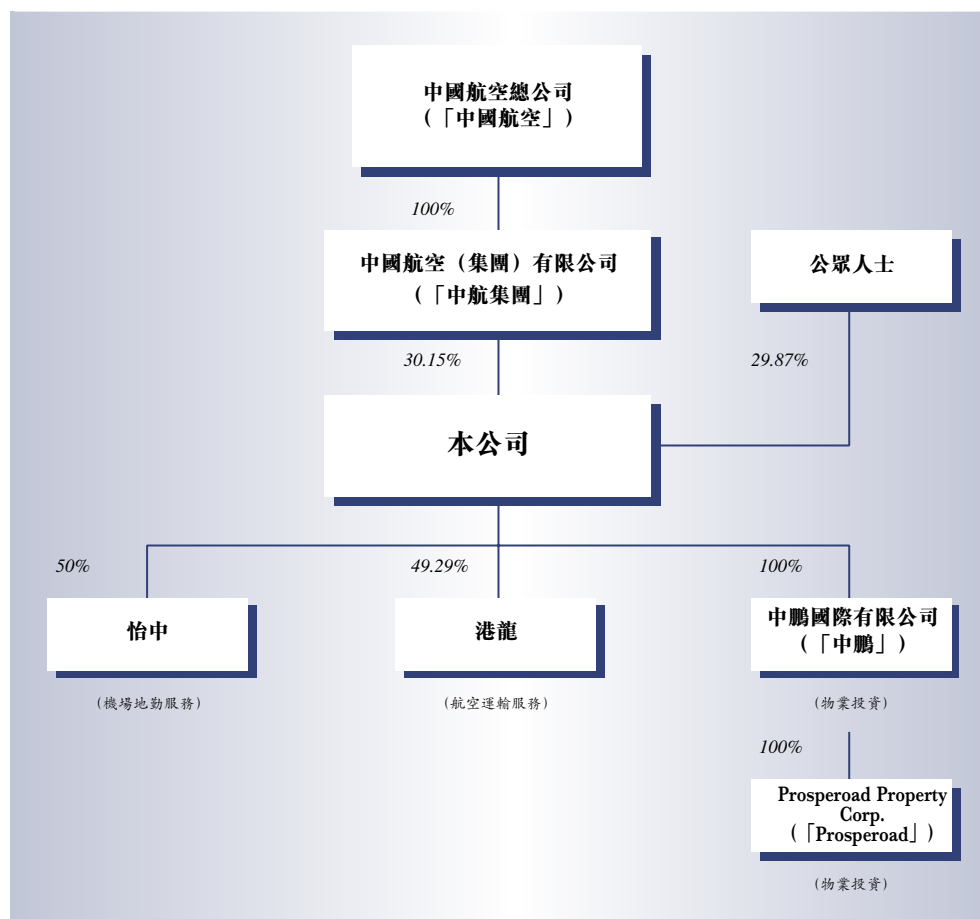 中國航空總公司
(「中國航空」)
100%
中國航空（集團）有限公司
(「中航集團」)
公眾人士
30.15%
29.87%
本公司
50%
49.29%
100%
怡中
港龍
中鵬國際有限公司
(「中鵬」)
(機場地勤服務)
(航空運輸服務)
(物業投資)
100%
Prosperoad Property
Corp.
(「Prosperoad」)
(物業投資)